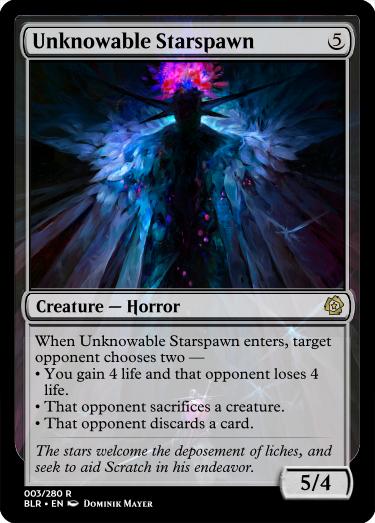 Unknowable Starspawn 5
Creature — Horror
When Unknowable Starspawn enters, target
opponent chooses two —
• You gain 4 life and that opponent loses 4
life.
• That opponent sacrifices a creature.
• That opponent discards a card.
The stars welcome the deposement of liches, and
seek to aid Scratch in his endeavor.
5/4
003/280 R
BLR • EN Dominik Mayer